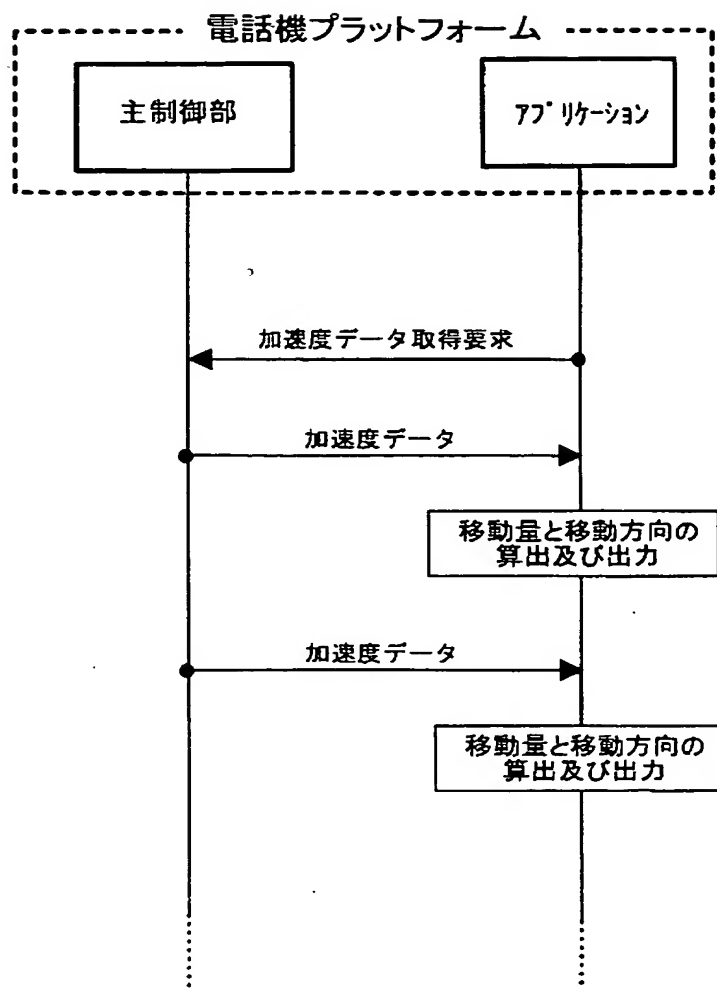 電話機プラットフォーム
主制御部
アプリケーション
加速度データ取得要求
加速度データ
移動量と移動方向の
算出及び出力
加速度データ
移動量と移動方向の
算出及び出力